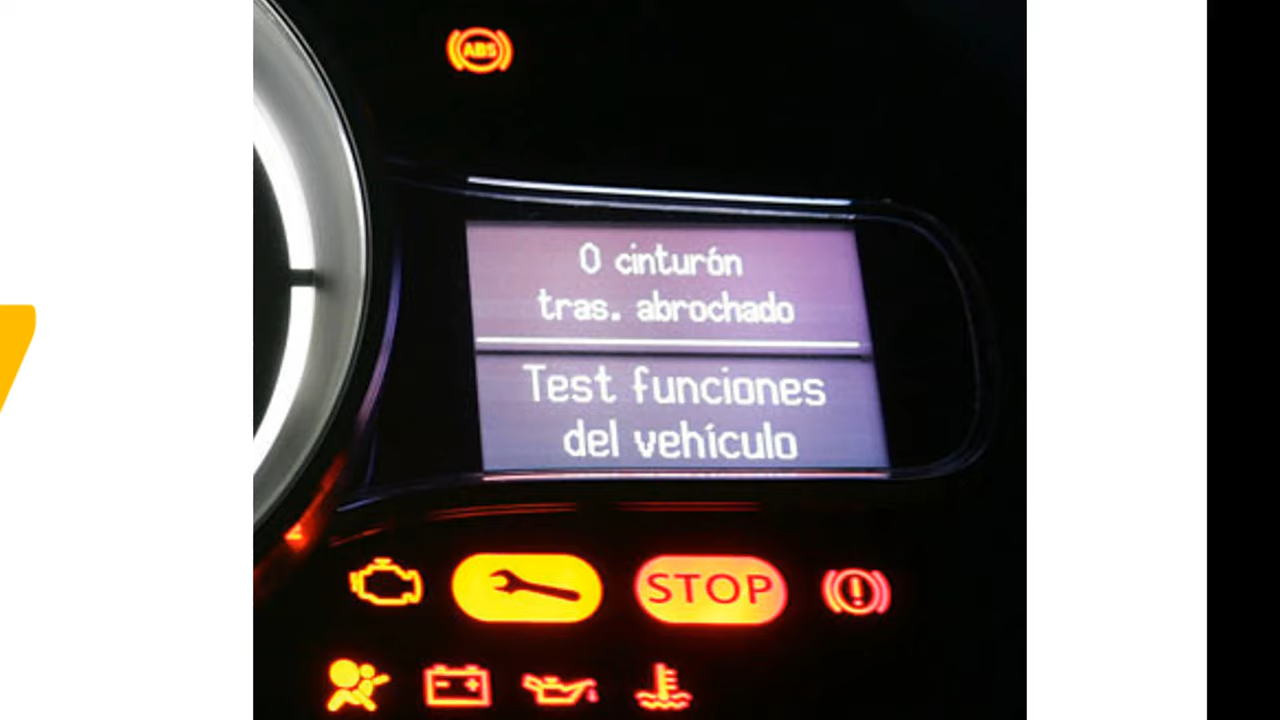 ABS
0 cinturón
tras. abrochado
Test funciones
del vehículo
STOP